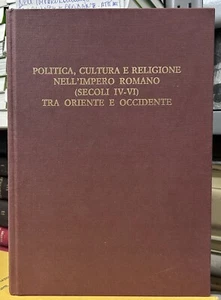 POLITICA, CULTURA E RELIGIONE
NELL'IMPERO ROMANO
(SECOLI IV-VI)
TRA ORIENTE E OCCIDENTE